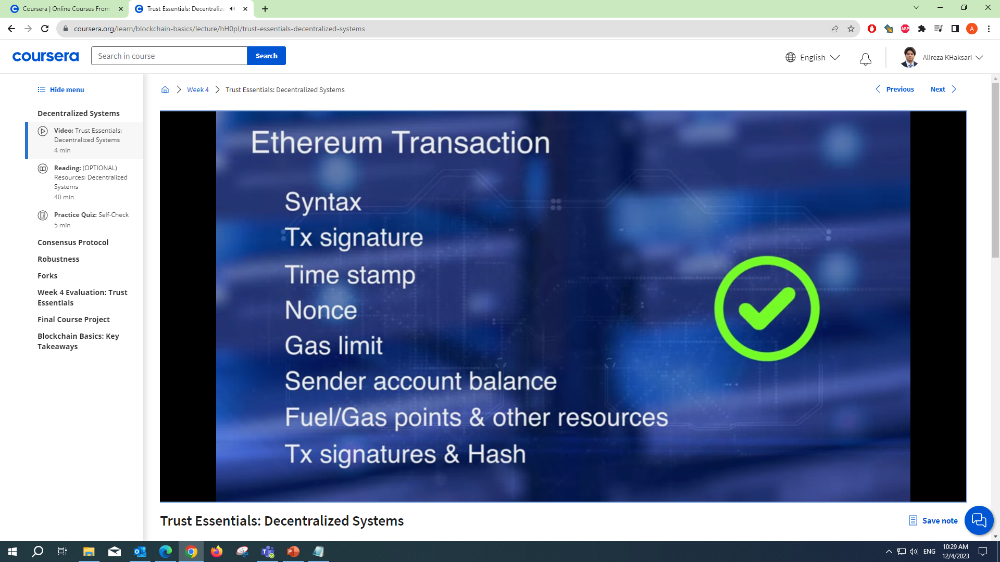 Coursera | Online Courses From
Trust Essentials: Decentralize
coursera.org/learn/blockchain-basics/lecture/hH0pl/trust-essentials-decentralized-systems
ABP
A
coursera
Search in course
Search
English
Alireza KHaksari
Hide menu
Decentralized Systems
Video: Trust Essentials:
Decentralized Systems
4 min
Reading: (OPTIONAL)
Resources: Decentralized
Systems
40 min
Practice Quiz: Self-Check
5 min
Consensus Protocol
Robustness
Forks
Week 4 Evaluation: Trust
Essentials
Final Course Project
Blockchain Basics: Key
Takeaways
Week 4
Trust Essentials: Decentralized Systems
Previous
Next
Ethereum Transaction
Syntax
Tx signature
Time stamp
Nonce
Gas limit
Sender account balance
Fuel/Gas points & other resources
Tx signatures & Hash
Trust Essentials: Decentralized Systems
Save note
ENG
10:29 AM
12/4/2023